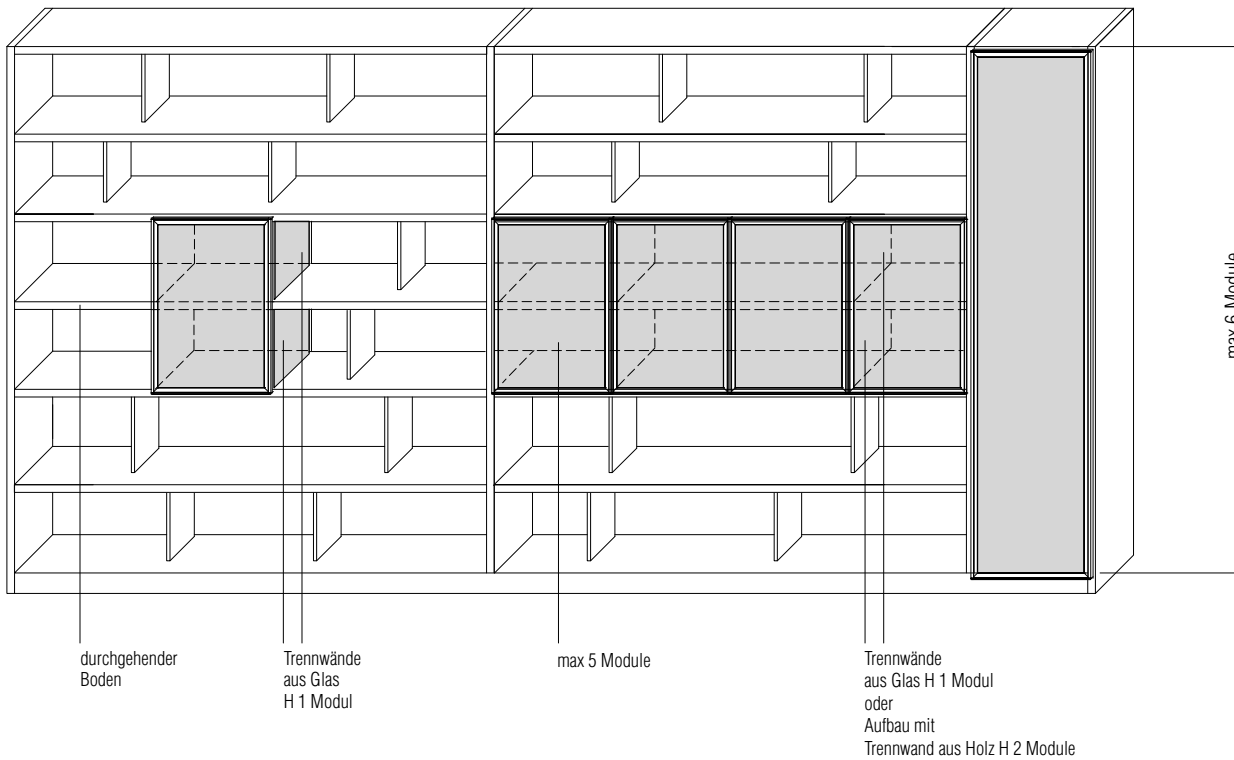 max 6 Module
durchgehender
Boden
Trennwände
aus Glas
H 1 Modul
max 5 Module
Trennwände
aus Glas H 1 Modul
oder
Aufbau mit
Trennwand aus Holz H 2 Module